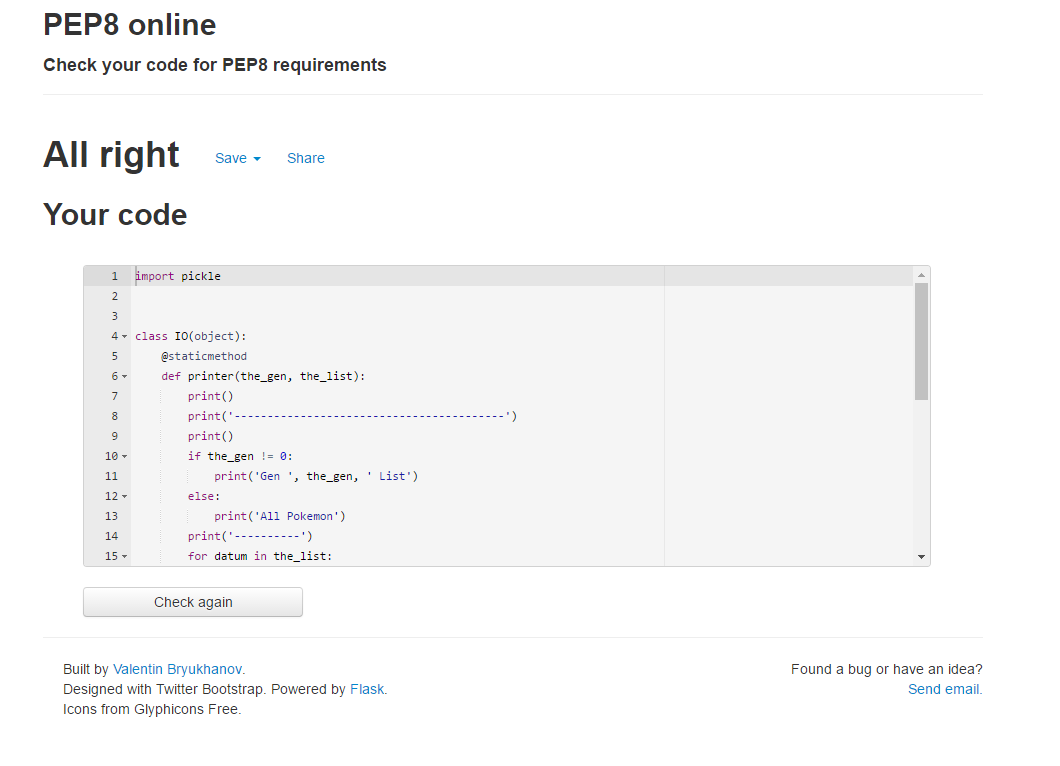 PEP8 online
Check your code for PEP8 requirements
All right Save Share
Your code
1 import pickle
2
3
4 class IO(object):
5 @staticmethod
6 def printer(the_gen, the_list):
7 print()
8 print('-----------------------------------------')
9 print()
10 if the_gen != 0:
11 print('Gen ', the_gen, ' List')
12 else:
13 print('All Pokemon')
14 print('----------')
15 for datum in the_list:
Check again
Built by Valentin Bryukhanov.
Designed with Twitter Bootstrap. Powered by Flask.
Icons from Glyphicons Free.
Found a bug or have an idea?
Send email.